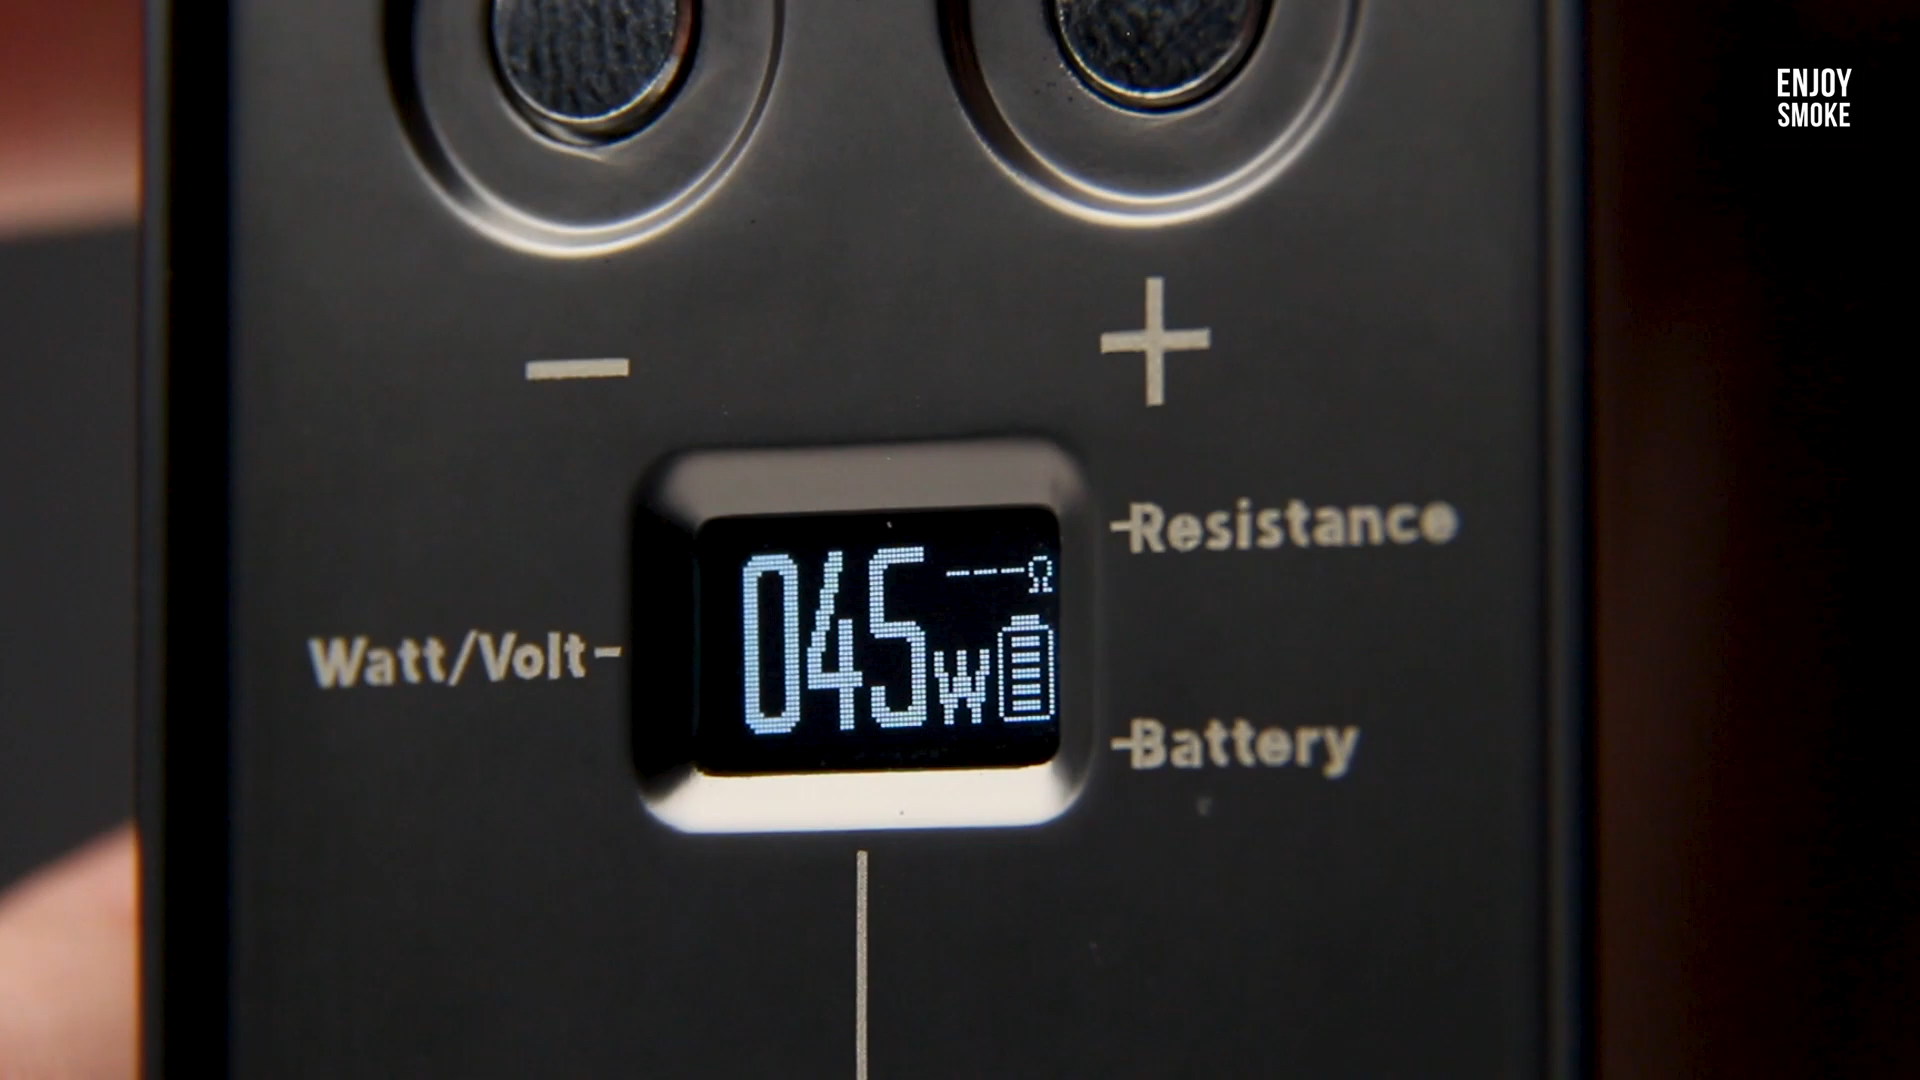 ENJOY
SMOKE
− +
-Resistance
045W ---Ω
Watt/Volt-
-Battery